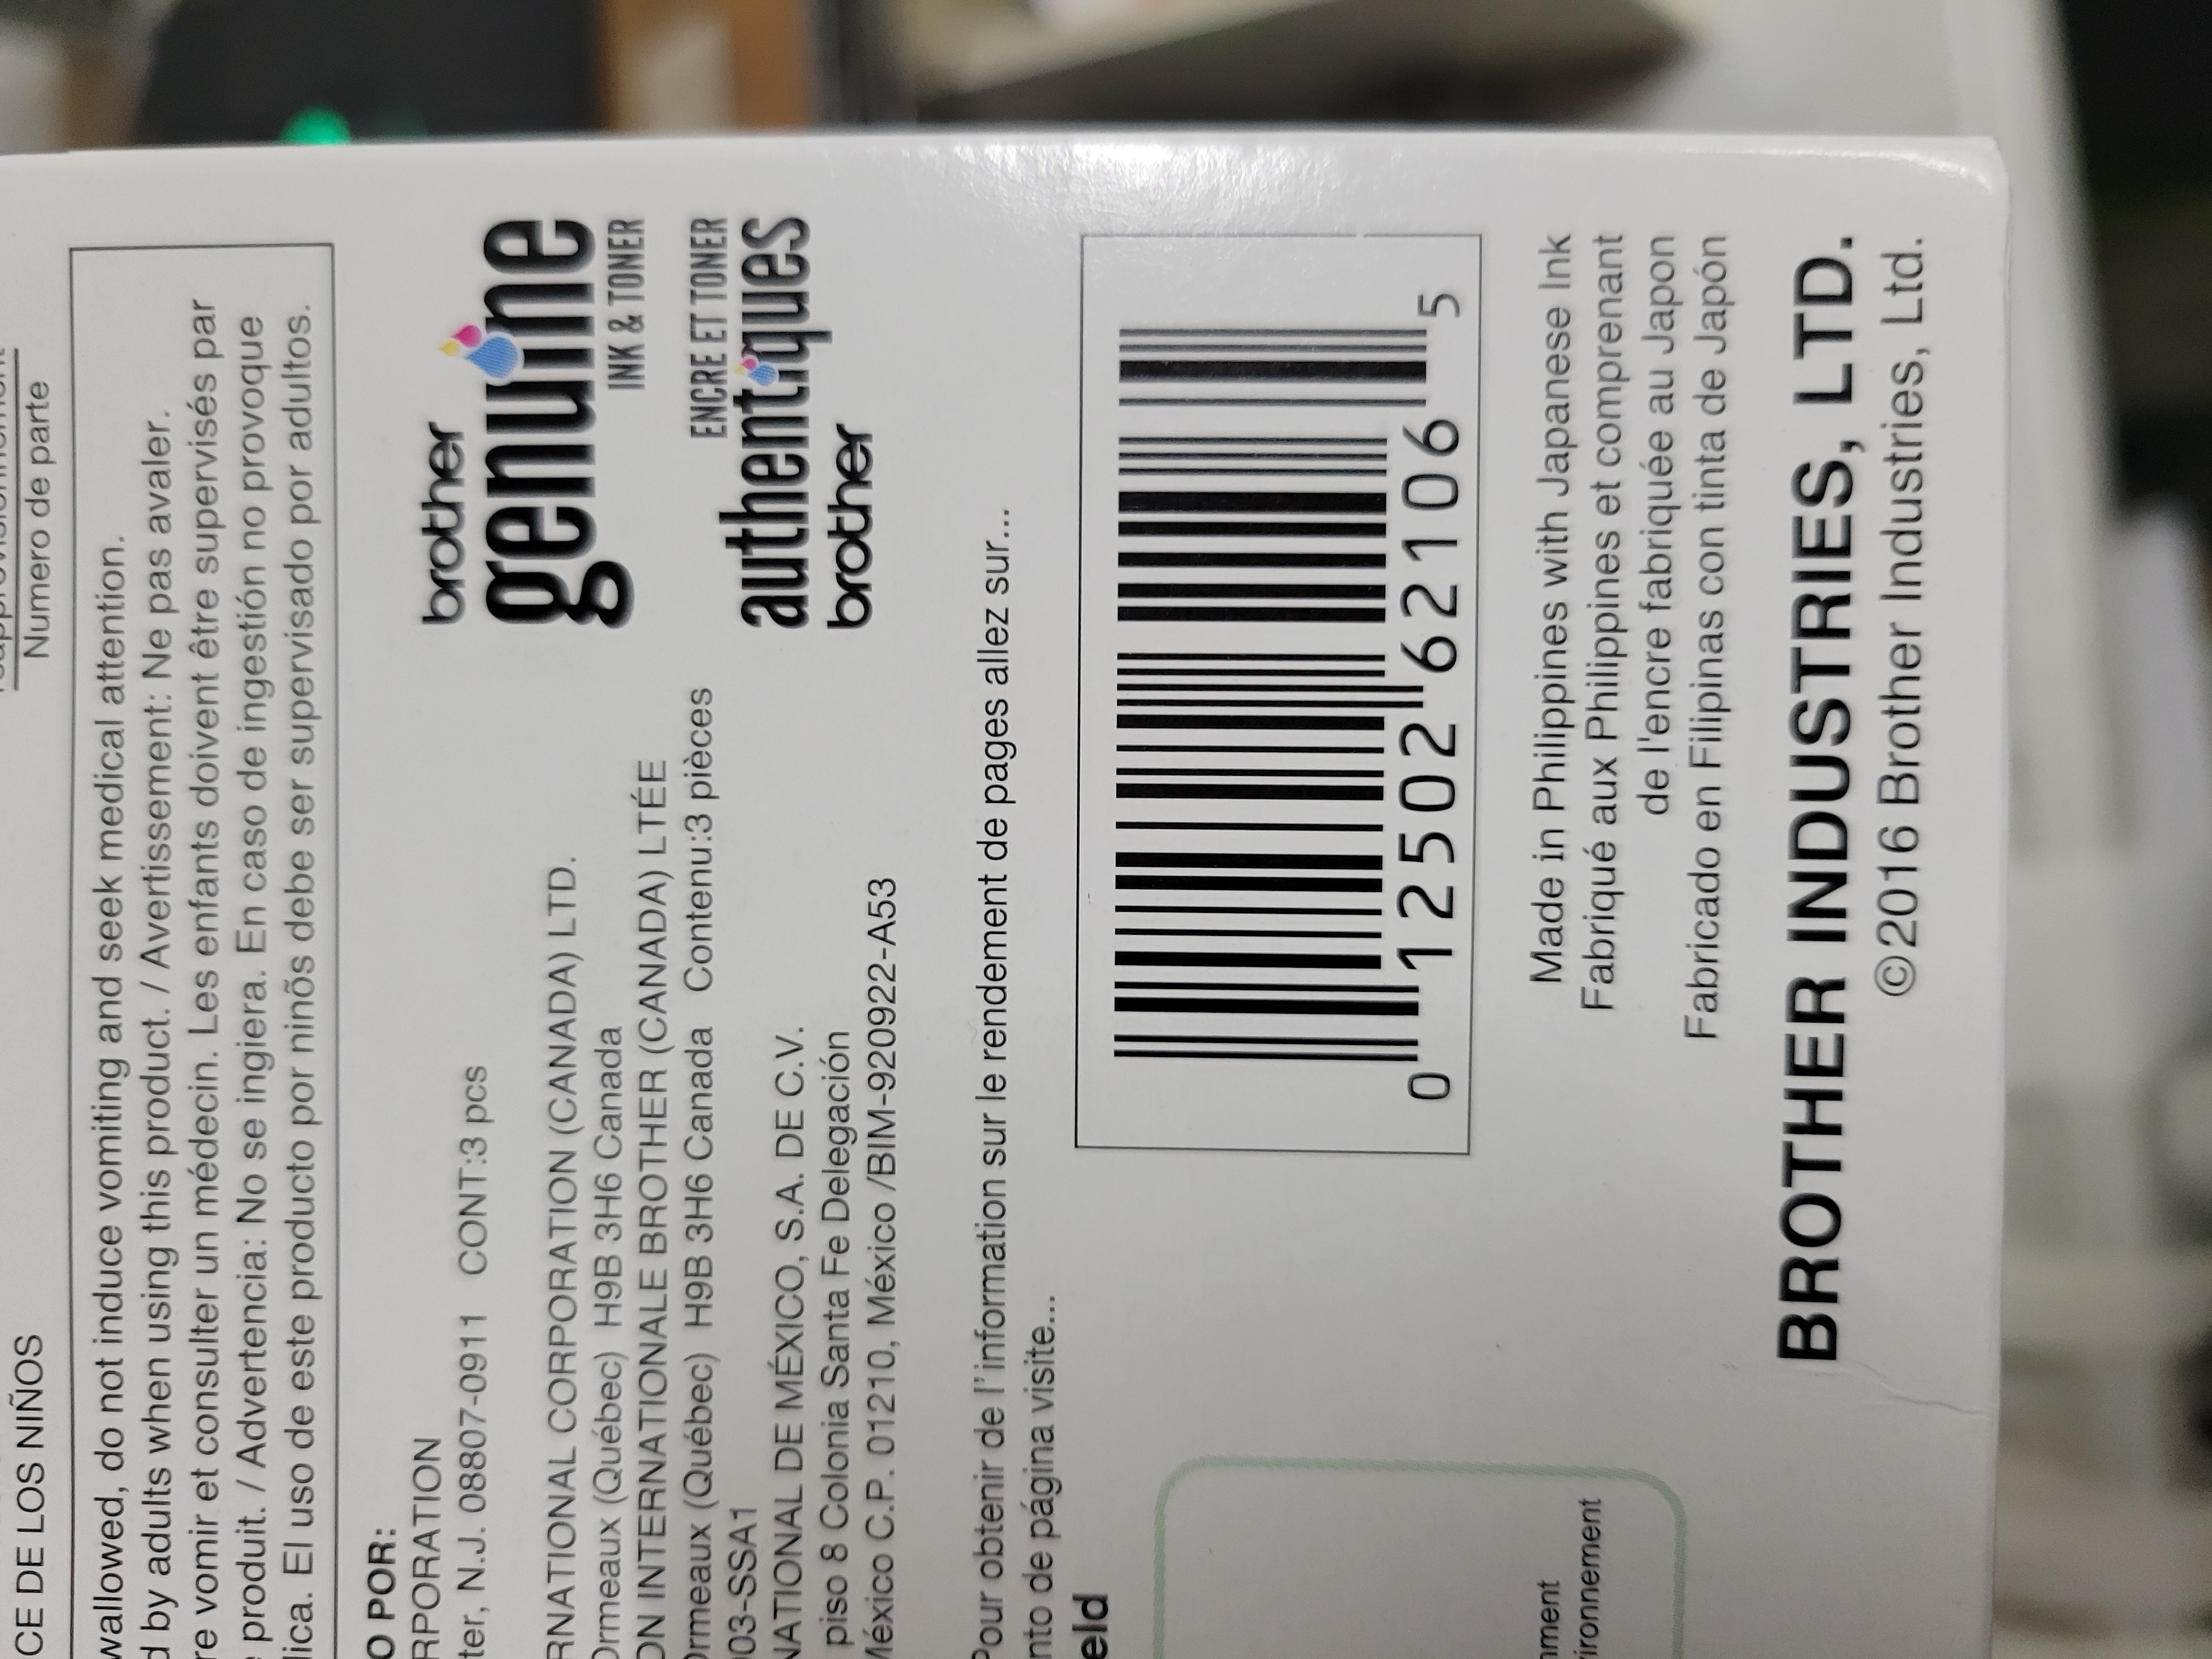 Numero de parte
CE DE LOS NIÑOS
wallowed, do not induce vomiting and seek medical attention.
d by adults when using this product. / Avertissement: Ne pas avaler.
re vomir et consulter un médecin. Les enfants doivent être supervisés par
produit. / Advertencia: No se ingiera. En caso de ingestión no provoque
lica. El uso de este producto por ninõs debe ser supervisado por adultos.
O POR:
RPORATION
ter, N.J. 08807-0911 CONT:3 pcs
RNATIONAL CORPORATION (CANADA) LTD.
Ormeaux (Québec) H9B 3H6 Canada
ON INTERNATIONALE BROTHER (CANADA) LTÉE
Ormeaux (Québec) H9B 3H6 Canada Contenu:3 pièces
03-SSA1
NATIONAL DE MÉXICO, S.A. DE C.V.
piso 8 Colonia Santa Fe Delegación
México C.P. 01210, México /BIM-920922-A53
brother
genuine
INK & TONER
ENCRE ET TONER
authentiques
brother
Pour obtenir de l'information sur le rendement de pages allez sur...
nto de página visite...
eld
0 12502 62106 5
Made in Philippines with Japanese Ink
Fabriqué aux Philippines et comprenant
de l'encre fabriquée au Japon
Fabricado en Filipinas con tinta de Japón
BROTHER INDUSTRIES, LTD.
©2016 Brother Industries, Ltd.
nment
vironnement